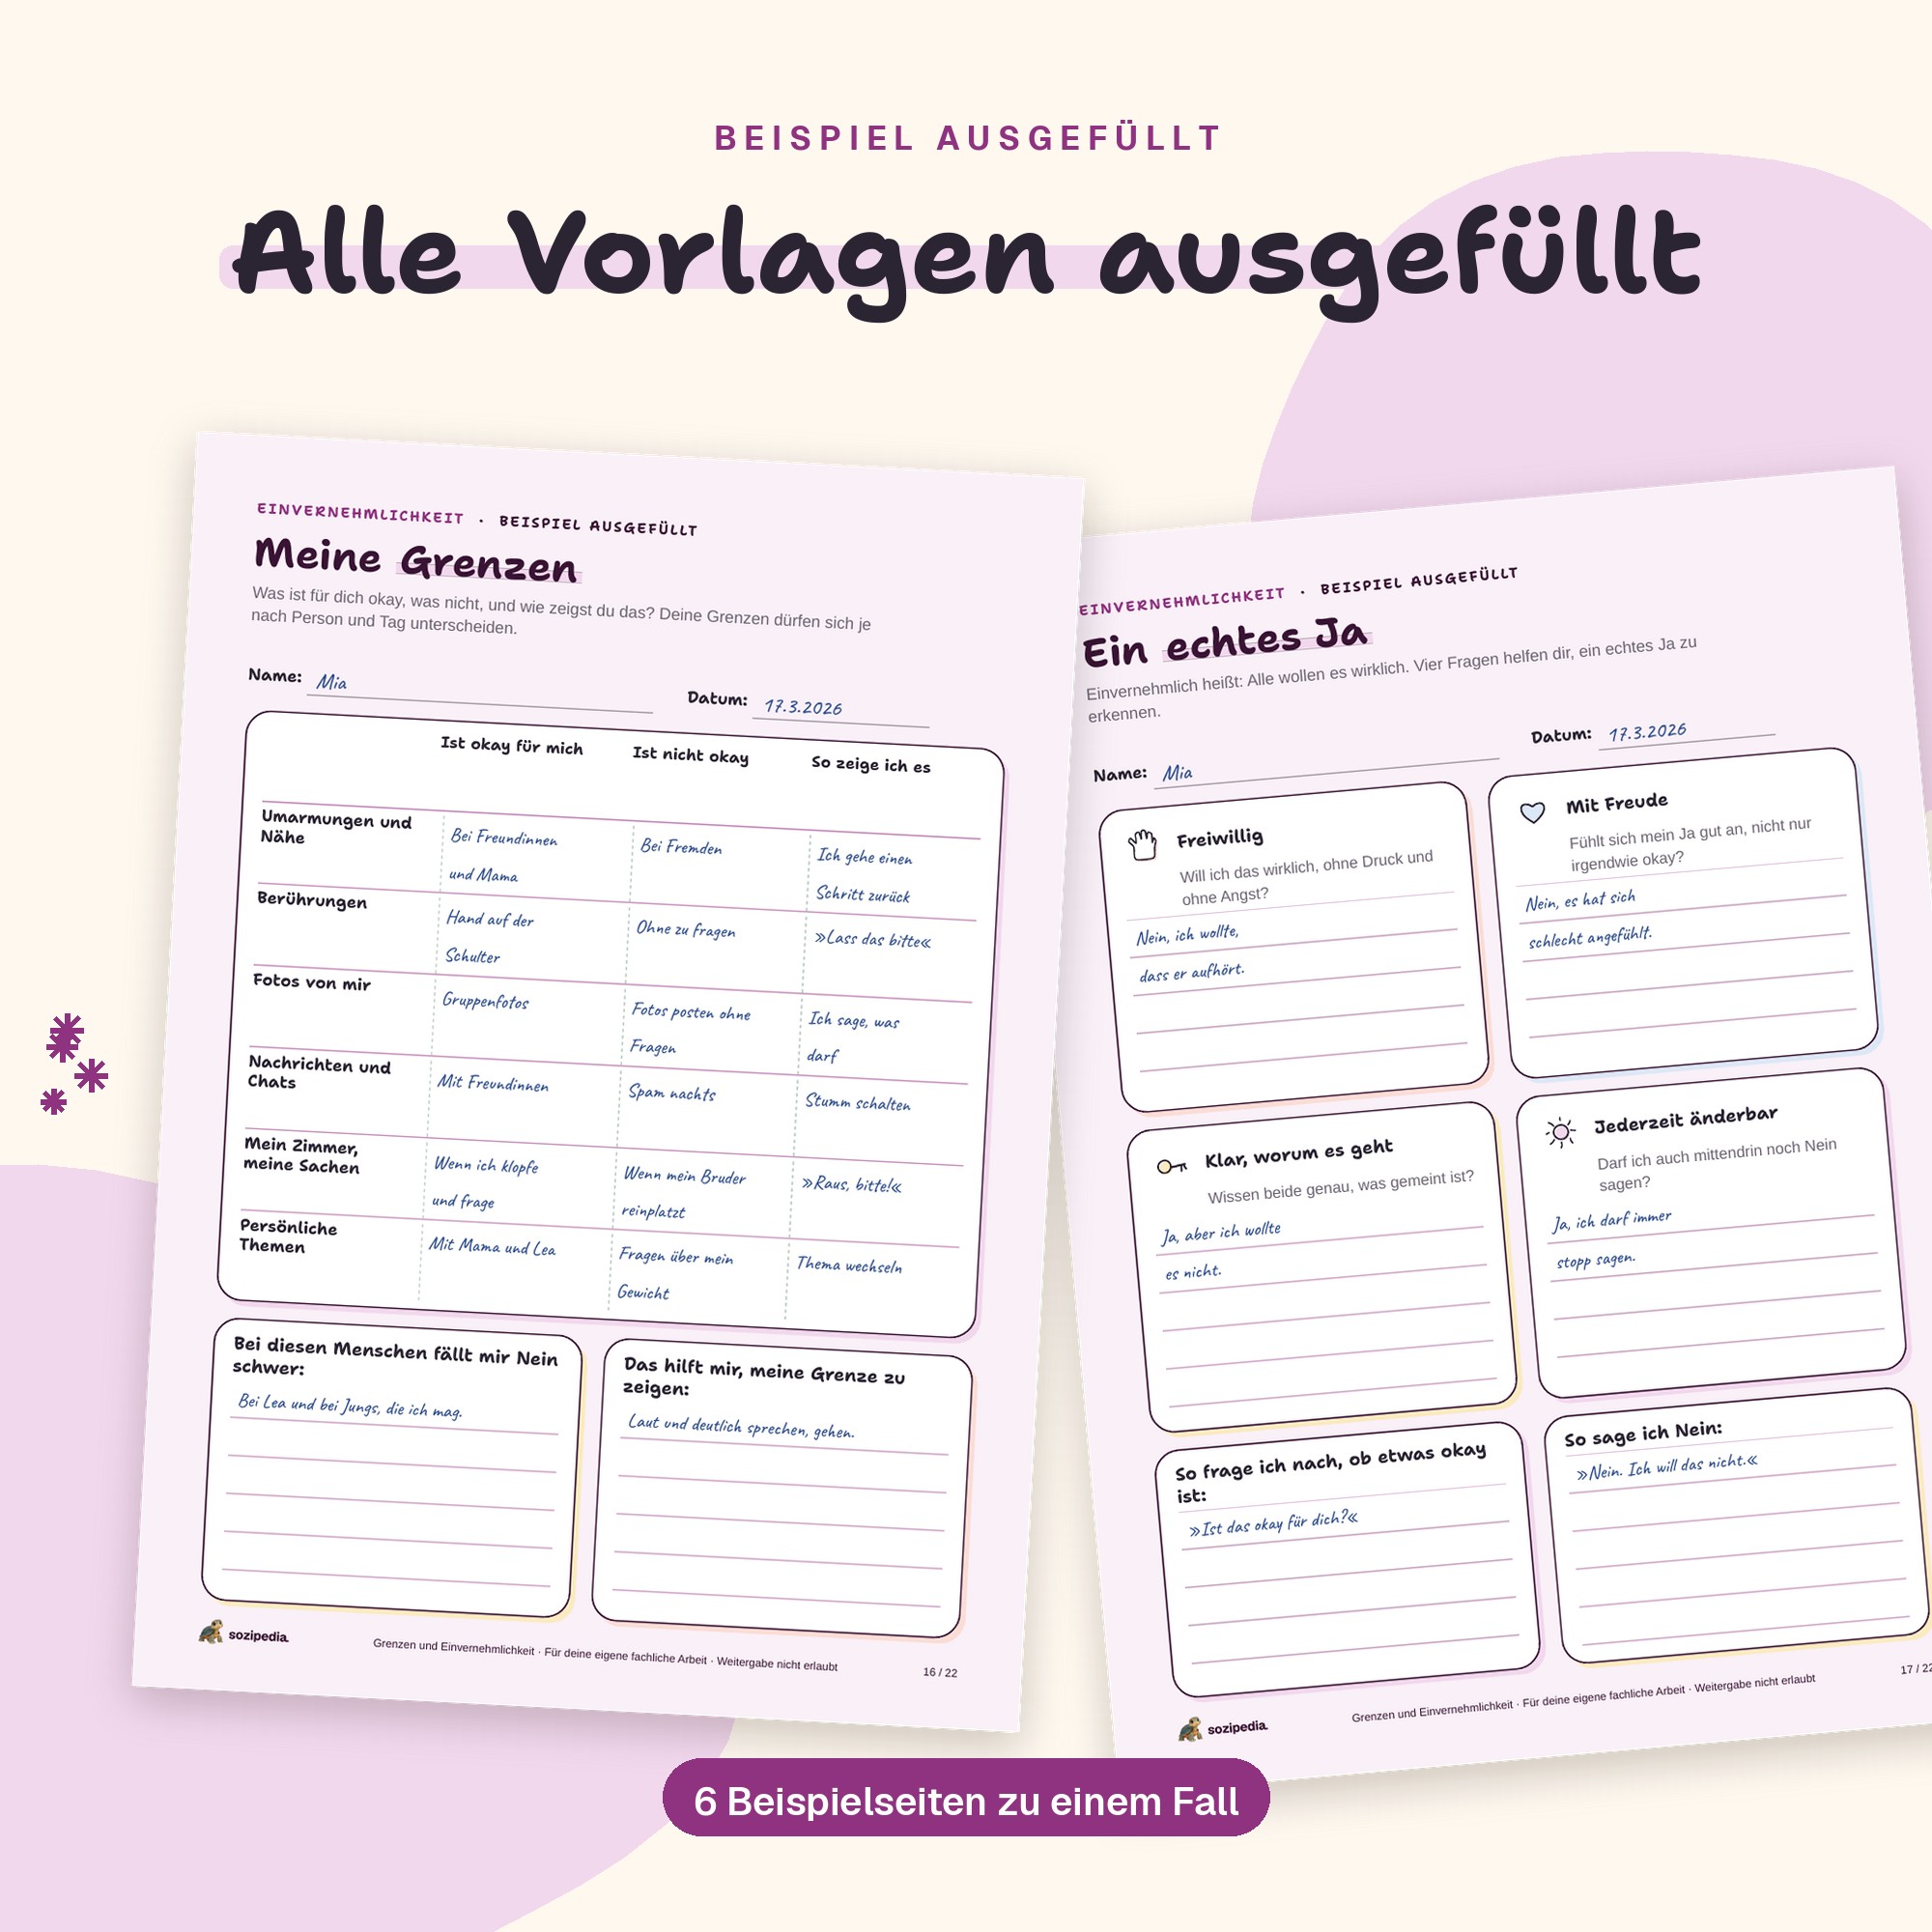 BEISPIEL AUSGEFÜLLT
Alle Vorlagen ausgefüllt
EINVERNEHMLICHKEIT · BEISPIEL AUSGEFÜLLT
Meine Grenzen
Was ist für dich okay, was nicht, und wie zeigst du das? Deine Grenzen dürfen sich je
nach Person und Tag unterscheiden.
Name: Mia
Datum: 17.3.2026
Ist okay für mich
Ist nicht okay
So zeige ich es
Umarmungen und
Nähe
Bei Freundinnen
und Mama
Bei Fremden
Ich gehe einen
Schritt zurück
Berührungen
Hand auf der
Schulter
Ohne zu fragen
»Lass das bitte«
Fotos von mir
Gruppenfotos
Fotos posten ohne
Fragen
Ich sage, was
darf
Nachrichten und
Chats
Mit Freundinnen
Spam nachts
Stumm schalten
Mein Zimmer,
meine Sachen
Wenn ich klopfe
und frage
Wenn mein Bruder
reinplatzt
»Raus, bitte!«
Persönliche
Themen
Mit Mama und Lea
Fragen über mein
Gewicht
Thema wechseln
Bei diesen Menschen fällt mir Nein
schwer:
Bei Lea und bei Jungs, die ich mag.
Das hilft mir, meine Grenze zu
zeigen:
Laut und deutlich sprechen, gehen.
sozipedia.
Grenzen und Einvernehmlichkeit · Für deine eigene fachliche Arbeit · Weitergabe nicht erlaubt
16 / 22
EINVERNEHMLICHKEIT · BEISPIEL AUSGEFÜLLT
Ein echtes Ja
Einvernehmlich heißt: Alle wollen es wirklich. Vier Fragen helfen dir, ein echtes Ja zu
erkennen.
Name: Mia
Datum: 17.3.2026
Freiwillig
Will ich das wirklich, ohne Druck und
ohne Angst?
Nein, ich wollte,
dass er aufhört.
Mit Freude
Fühlt sich mein Ja gut an, nicht nur
irgendwie okay?
Nein, es hat sich
schlecht angefühlt.
Klar, worum es geht
Wissen beide genau, was gemeint ist?
Ja, aber ich wollte
es nicht.
Jederzeit änderbar
Darf ich auch mittendrin noch Nein
sagen?
Ja, ich darf immer
stopp sagen.
So frage ich nach, ob etwas okay
ist:
»Ist das okay für dich?«
So sage ich Nein:
»Nein. Ich will das nicht.«
sozipedia.
Grenzen und Einvernehmlichkeit · Für deine eigene fachliche Arbeit · Weitergabe nicht erlaubt
17 / 22
6 Beispielseiten zu einem Fall